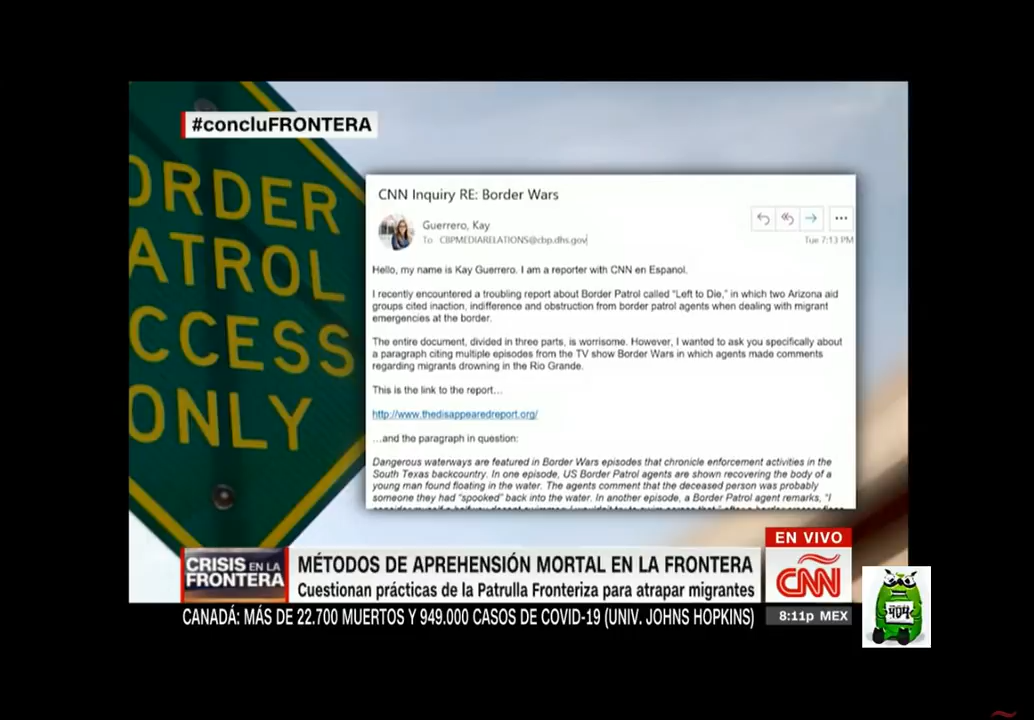 #concluFRONTERA
ORDER
ATROL
CCESS
ONLY
CNN Inquiry RE: Border Wars
Guerrero, Kay
To CBPMEDIARELATIONS@cbp.dhs.gov
Tue 7:13 PM
Hello, my name is Kay Guerrero. I am a reporter with CNN en Espanol.
I recently encountered a troubling report about Border Patrol called "Left to Die," in which two Arizona aid
groups cited inaction, indifference and obstruction from border patrol agents when dealing with migrant
emergencies at the border.
The entire document, divided in three parts, is worrisome. However, I wanted to ask you specifically about
a paragraph citing multiple episodes from the TV show Border Wars in which agents made comments
regarding migrants drowning in the Rio Grande.
This is the link to the report...
http://www.thedisappearedreport.org/
...and the paragraph in question:
Dangerous waterways are featured in Border Wars episodes that chronicle enforcement activities in the
South Texas backcountry. In one episode, US Border Patrol agents are shown recovering the body of a
young man found floating in the water. The agents comment that the deceased person was probably
someone they had "spooked" back into the water. In another episode, a Border Patrol agent remarks, "I
CRISIS EN LA
FRONTERA
MÉTODOS DE APREHENSIÓN MORTAL EN LA FRONTERA
Cuestionan prácticas de la Patrulla Fronteriza para atrapar migrantes
EN VIVO
CNN
CANADÁ: MÁS DE 22.700 MUERTOS Y 949.000 CASOS DE COVID-19 (UNIV. JOHNS HOPKINS)
8:11p MEX
404